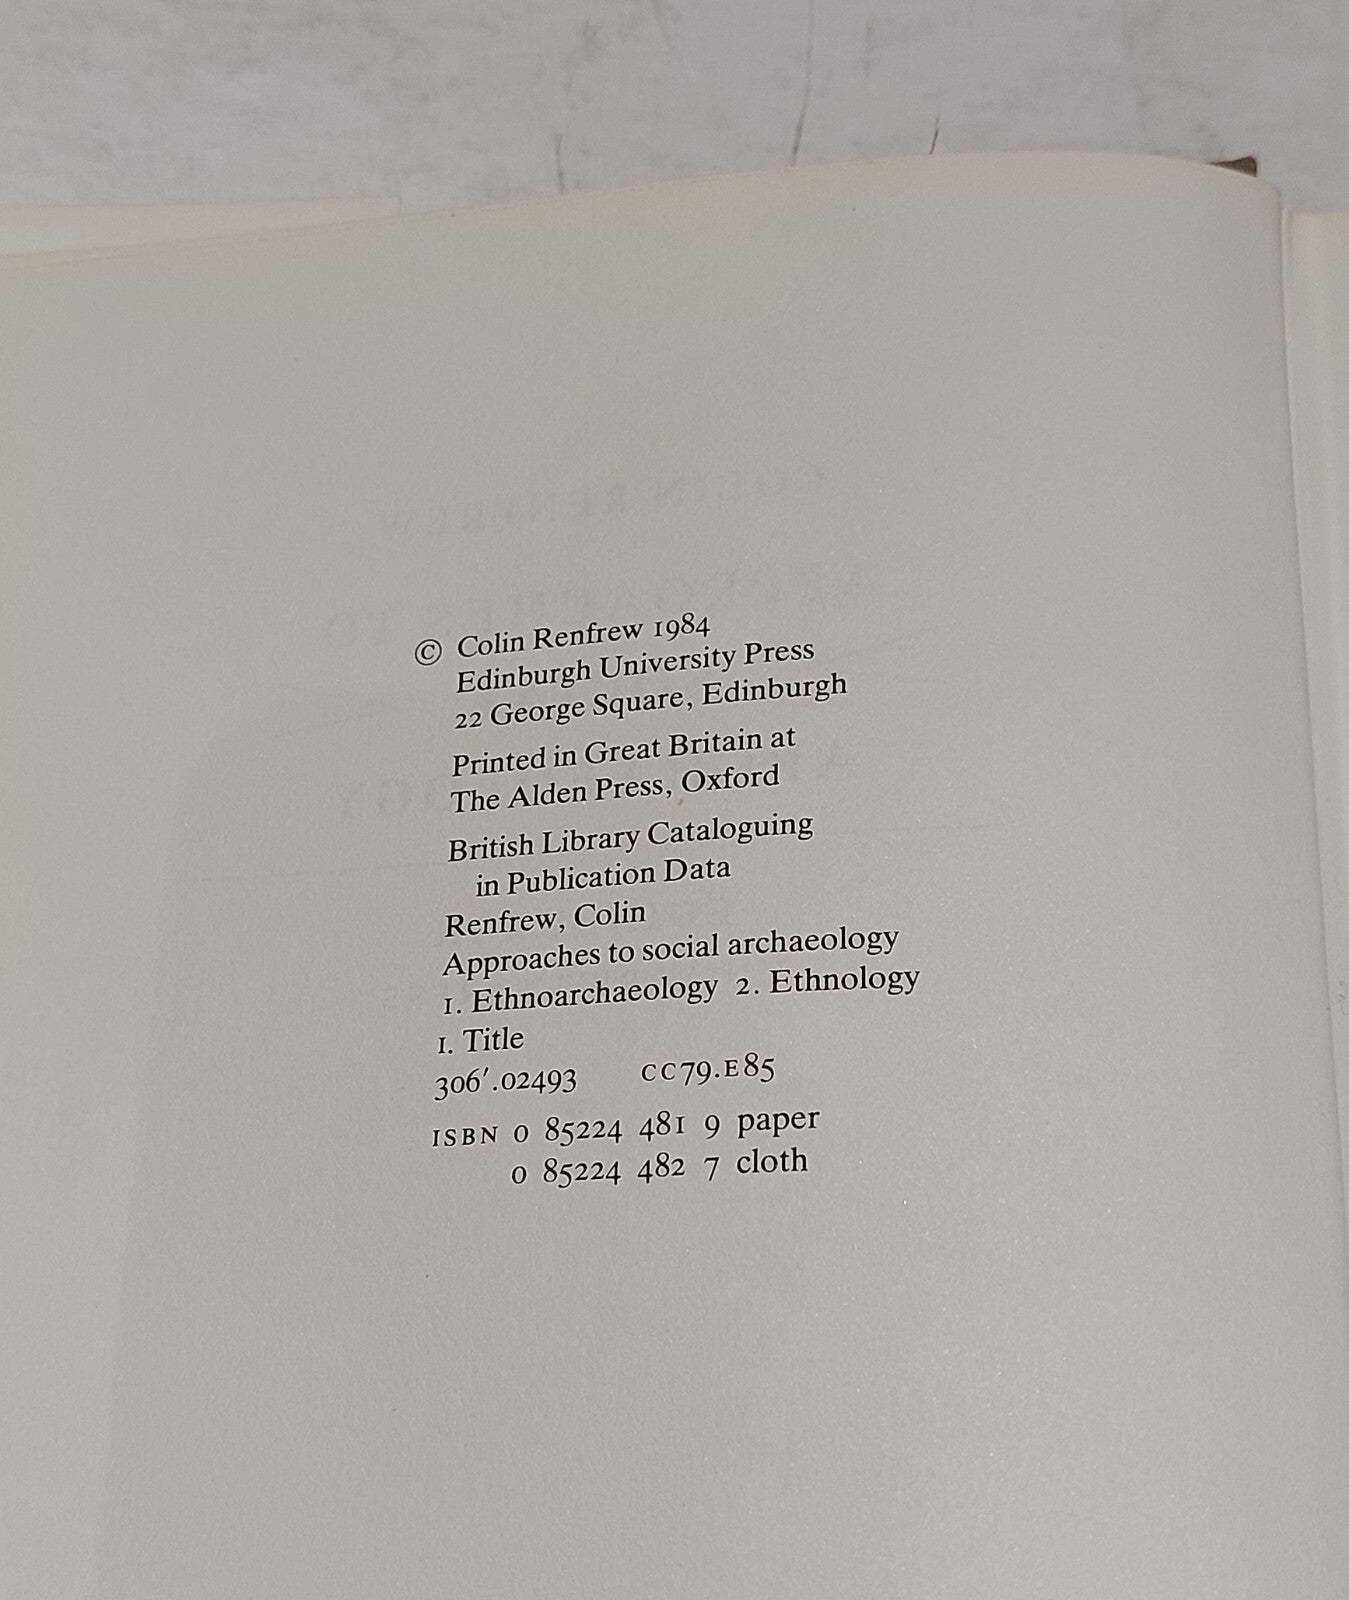 © Colin Renfrew 1984
Edinburgh University Press
22 George Square, Edinburgh
Printed in Great Britain at
The Alden Press, Oxford
British Library Cataloguing
in Publication Data
Renfrew, Colin
Approaches to social archaeology
1. Ethnoarchaeology 2. Ethnology
I. Title
306'.02493 CC79.E85
ISBN 0 85224 481 9 paper
0 85224 482 7 cloth